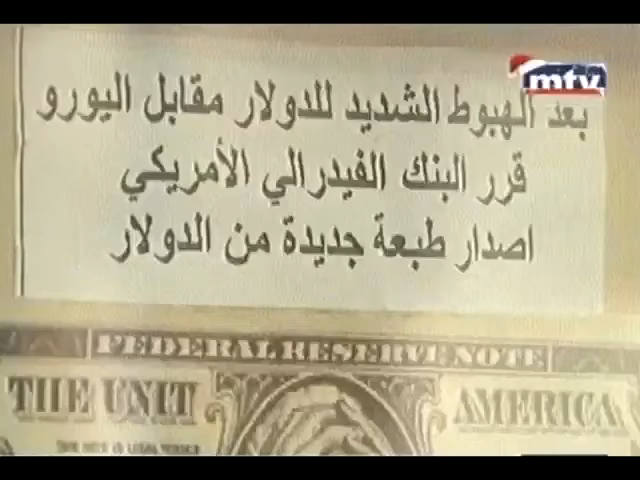 mtv
بعد الهبوط الشديد للدولار مقابل اليورو
قرر البنك الفيدرالي الأمريكي
اصدار طبعة جديدة من الدولار
FEDERAL RESERVE NOTE
THE UNIT
AMERICA